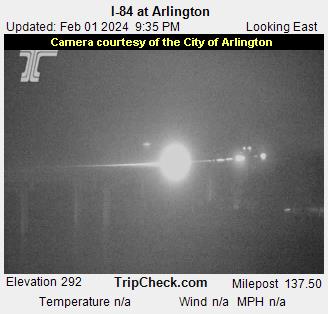 I-84 at Arlington
Updated: Feb 01 2024 9:35 PM Looking East
Camera courtesy of the City of Arlington
Elevation 292 TripCheck.com Milepost 137.50
Temperature n/a Wind n/a MPH n/a